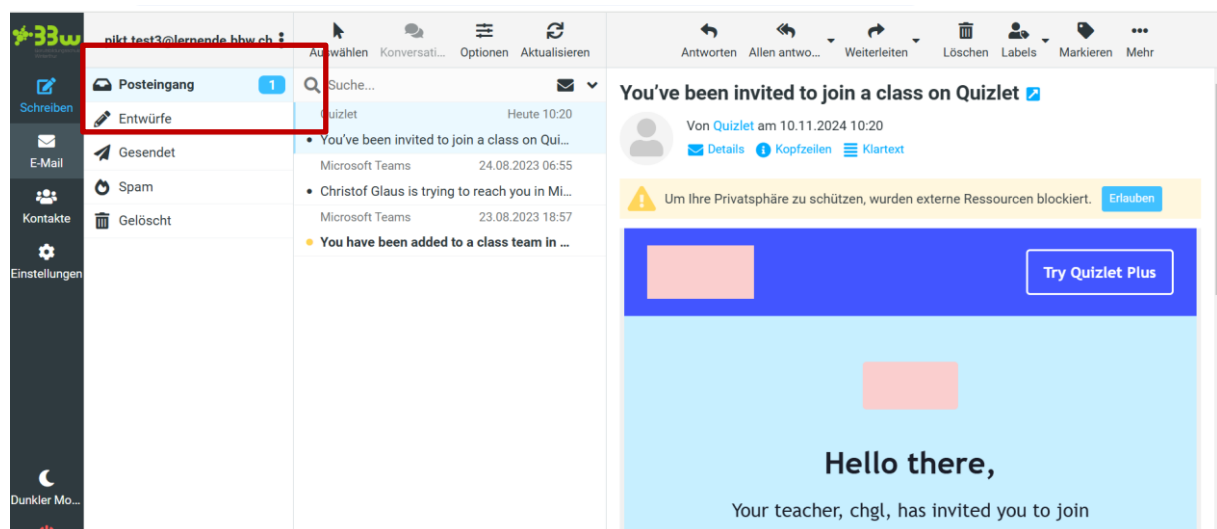 33w
pikt.test3@lernende.bbw.ch
Auswählen Konversati... Optionen Aktualisieren
Antworten Allen antwo... Weiterleiten Löschen Labels Markieren Mehr
Schreiben
E-Mail
Kontakte
Einstellungen
Dunkler Mo...
Posteingang 1
Entwürfe
Gesendet
Spam
Gelöscht
Suche...
Quizlet Heute 10:20
You've been invited to join a class on Qui...
Microsoft Teams 24.08.2023 06:55
Christof Glaus is trying to reach you in Mi...
Microsoft Teams 23.08.2023 18:57
You have been added to a class team in ...
You've been invited to join a class on Quizlet
Von Quizlet am 10.11.2024 10:20
Details Kopfzeilen Klartext
Um Ihre Privatsphäre zu schützen, wurden externe Ressourcen blockiert. Erlauben
Try Quizlet Plus
Hello there,
Your teacher, chgl, has invited you to join